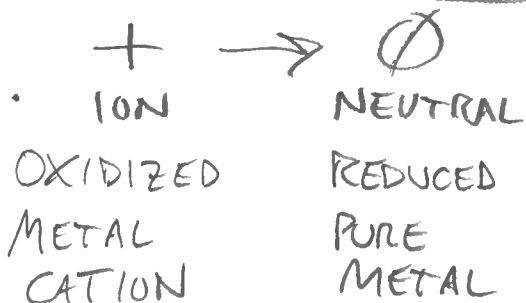 + → Ø
• ION NEUTRAL
OXIDIZED REDUCED
METAL PURE
CATION METAL